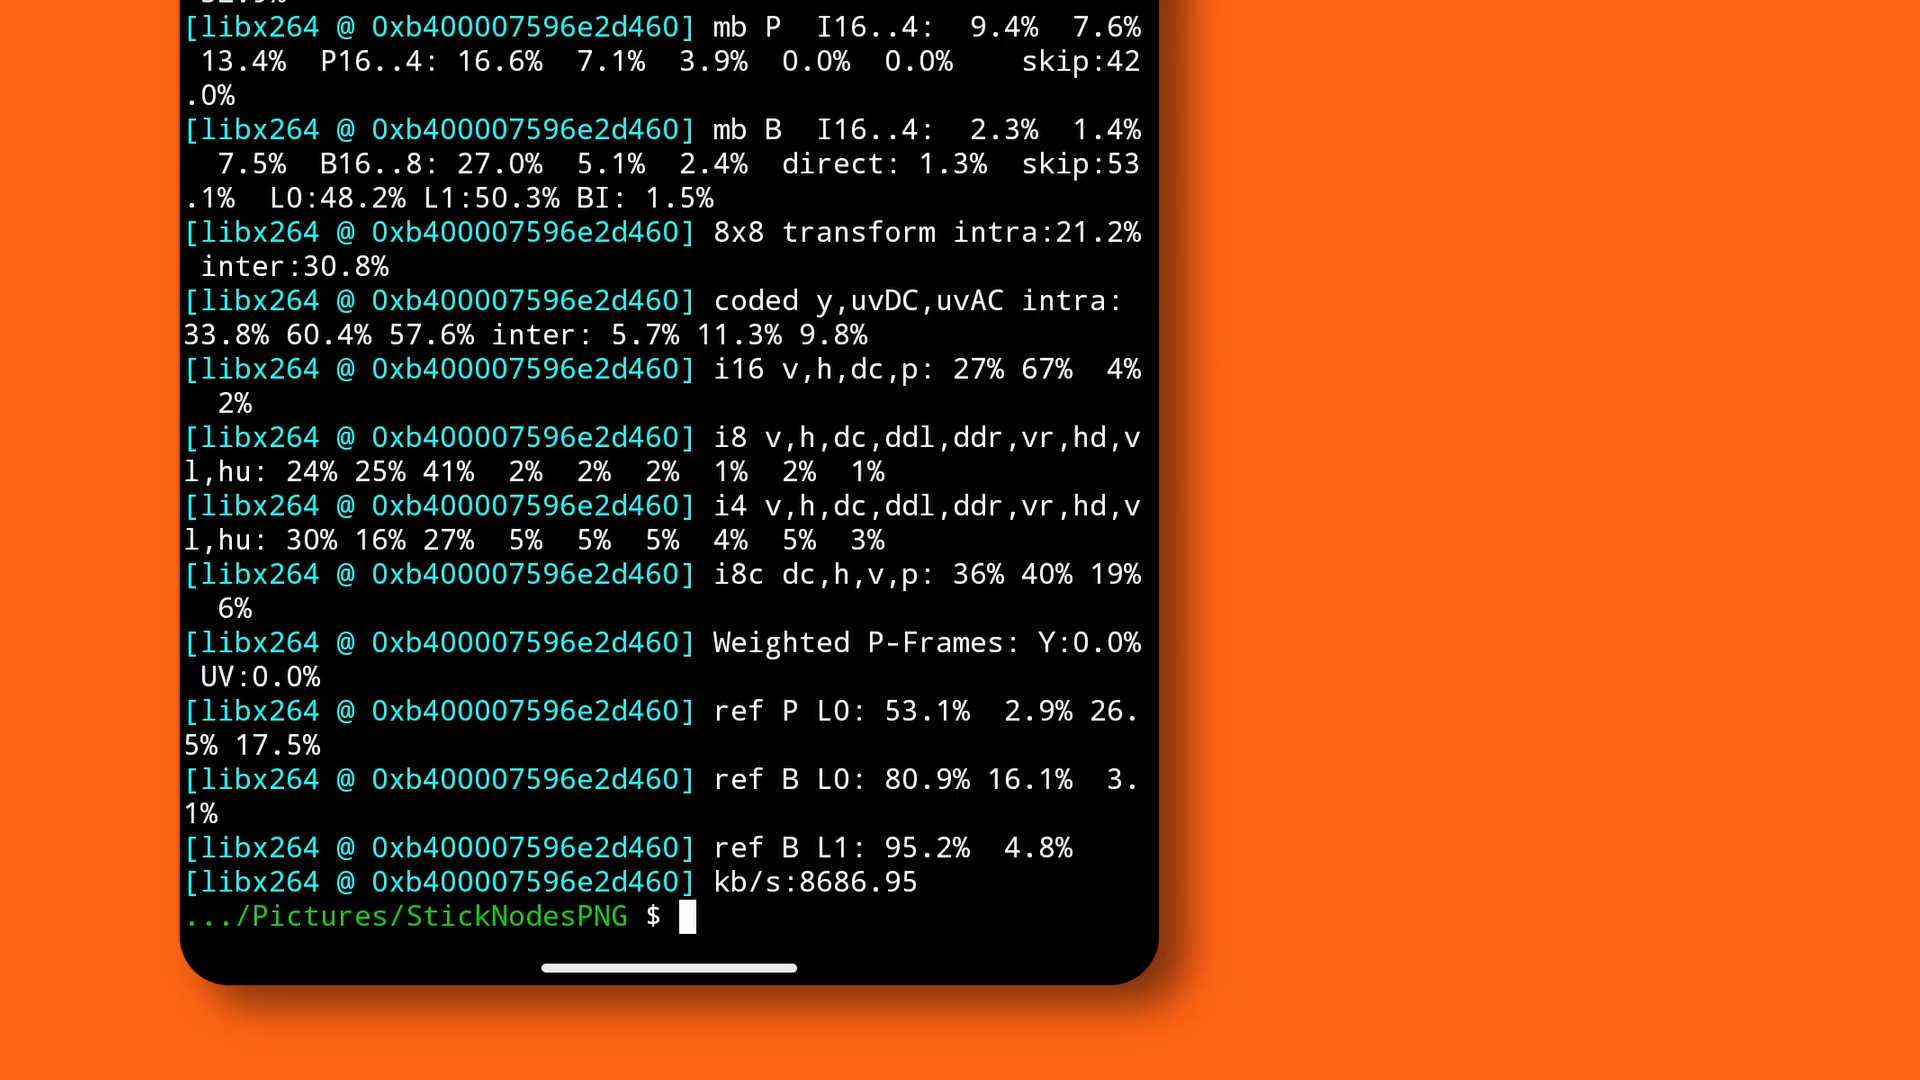 [libx264 @ 0xb400007596e2d460] mb P  I16..4:  9.4%  7.6%
 13.4%  P16..4: 16.6%  7.1%  3.9%  0.0%  0.0%    skip:42
.0%
[libx264 @ 0xb400007596e2d460] mb B  I16..4:  2.3%  1.4%
  7.5%  B16..8: 27.0%  5.1%  2.4%  direct: 1.3%  skip:53
.1%  L0:48.2% L1:50.3% BI: 1.5%
[libx264 @ 0xb400007596e2d460] 8x8 transform intra:21.2%
 inter:30.8%
[libx264 @ 0xb400007596e2d460] coded y,uvDC,uvAC intra:
33.8% 60.4% 57.6% inter: 5.7% 11.3% 9.8%
[libx264 @ 0xb400007596e2d460] i16 v,h,dc,p: 27% 67%  4%
  2%
[libx264 @ 0xb400007596e2d460] i8 v,h,dc,ddl,ddr,vr,hd,v
l,hu: 24% 25% 41%  2%  2%  2%  1%  2%  1%
[libx264 @ 0xb400007596e2d460] i4 v,h,dc,ddl,ddr,vr,hd,v
l,hu: 30% 16% 27%  5%  5%  5%  4%  5%  3%
[libx264 @ 0xb400007596e2d460] i8c dc,h,v,p: 36% 40% 19%
  6%
[libx264 @ 0xb400007596e2d460] Weighted P-Frames: Y:0.0%
 UV:0.0%
[libx264 @ 0xb400007596e2d460] ref P L0: 53.1%  2.9% 26.
5% 17.5%
[libx264 @ 0xb400007596e2d460] ref B L0: 80.9% 16.1%  3.
1%
[libx264 @ 0xb400007596e2d460] ref B L1: 95.2%  4.8%
[libx264 @ 0xb400007596e2d460] kb/s:8686.95
.../Pictures/StickNodesPNG $